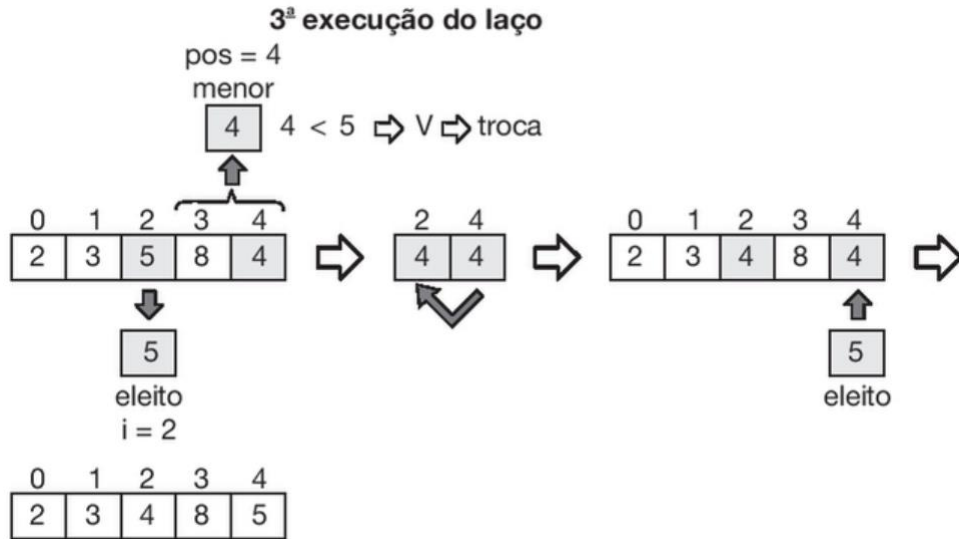 3ª execução do laço
pos = 4
menor
4 4 < 5 ⇨ V ⇨ troca
0 1 2 3 4
2 3 5 8 4
2 4
4 4
0 1 2 3 4
2 3 4 8 4
5
eleito
i = 2
5
eleito
0 1 2 3 4
2 3 4 8 5